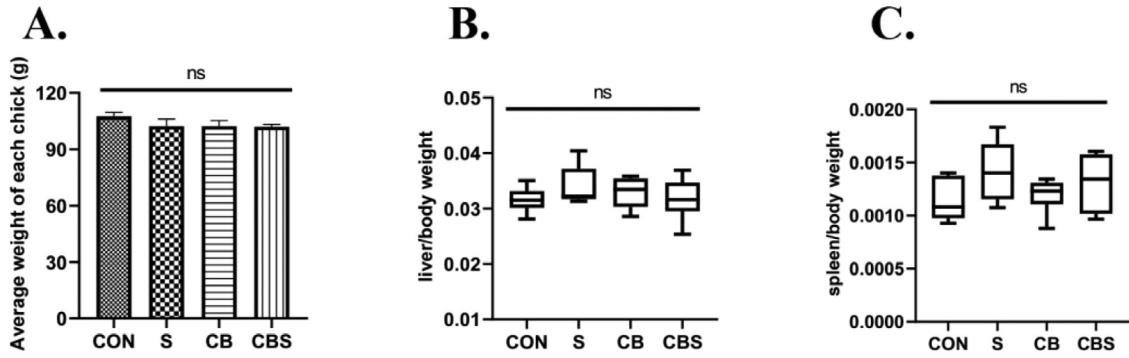 A.
Average weight of each chick (g)
ns
120
90
60
30
0
CON S CB CBS
B.
liver/body weight
ns
0.05
0.04
0.03
0.02
0.01
CON S CB CBS
C.
spleen/body weight
ns
0.0020
0.0015
0.0010
0.0005
0.0000
CON S CB CBS